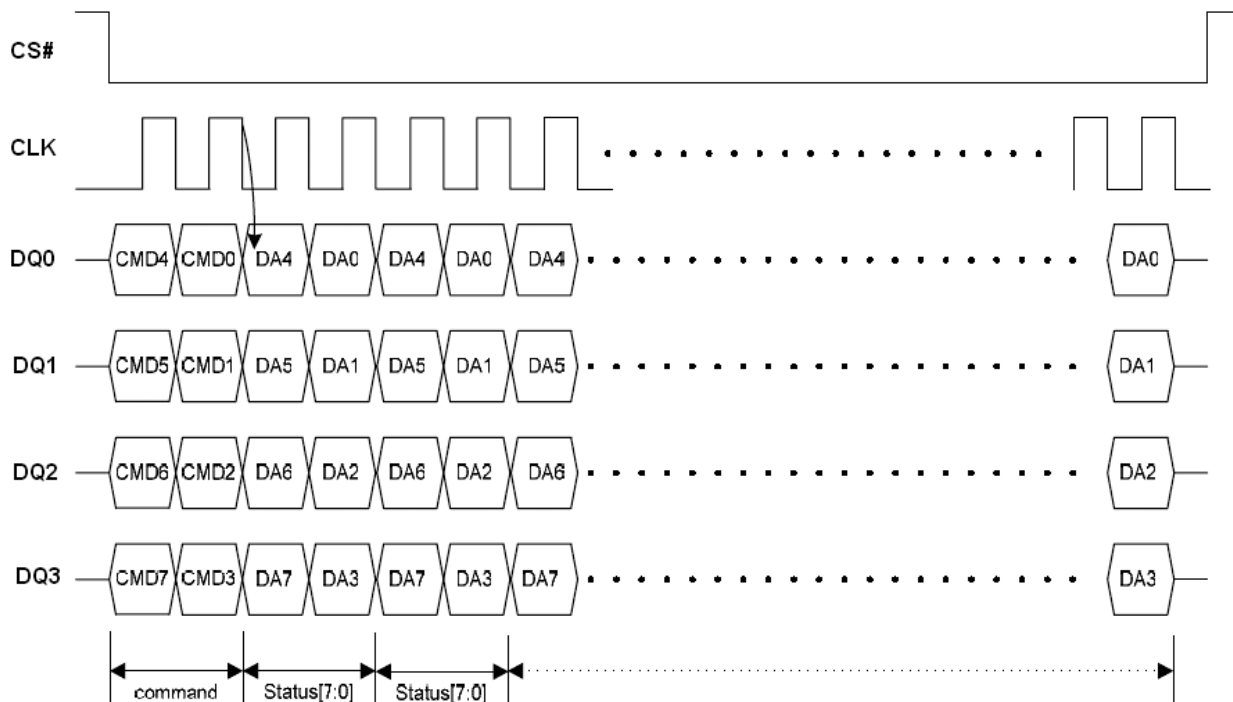 CS#
CLK
DQ0 CMD4 CMD0 DA4 DA0 DA4 DA0 DA4 DA0
DQ1 CMD5 CMD1 DA5 DA1 DA5 DA1 DA5 DA1
DQ2 CMD6 CMD2 DA6 DA2 DA6 DA2 DA6 DA2
DQ3 CMD7 CMD3 DA7 DA3 DA7 DA3 DA7 DA3
command Status[7:0] Status[7:0]